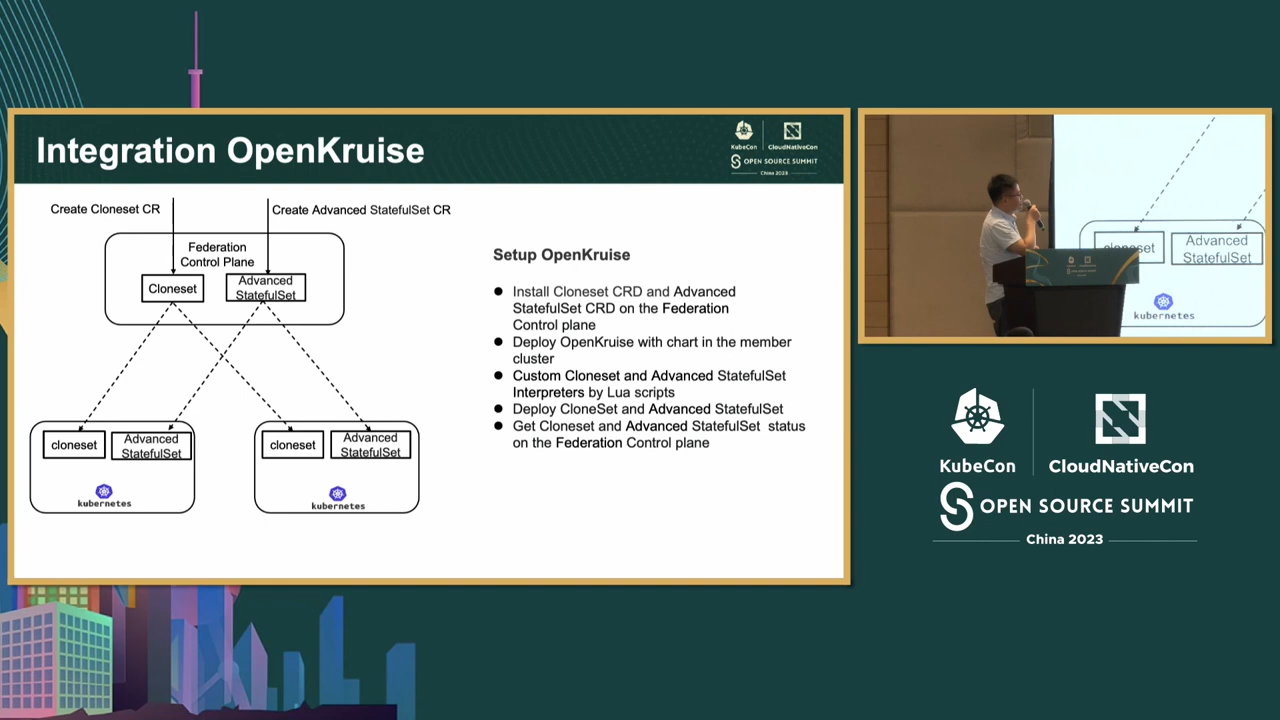 Integration OpenKruise
KubeCon
CloudNativeCon
OPEN SOURCE SUMMIT
China 2023
Create Cloneset CR
Create Advanced StatefulSet CR
Federation
Control Plane
Cloneset
Advanced
StatefulSet
cloneset
Advanced
StatefulSet
kubernetes
cloneset
Advanced
StatefulSet
kubernetes
Setup OpenKruise
● Install Cloneset CRD and Advanced
StatefulSet CRD on the Federation
Control plane
● Deploy OpenKruise with chart in the member
cluster
● Custom Cloneset and Advanced StatefulSet
Interpreters by Lua scripts
● Deploy CloneSet and Advanced StatefulSet
● Get Cloneset and Advanced StatefulSet status
on the Federation Control plane
cloneset
Advanced
StatefulSet
kubernetes
KubeCon
CloudNativeCon
OPEN SOURCE SUMMIT
China 2023